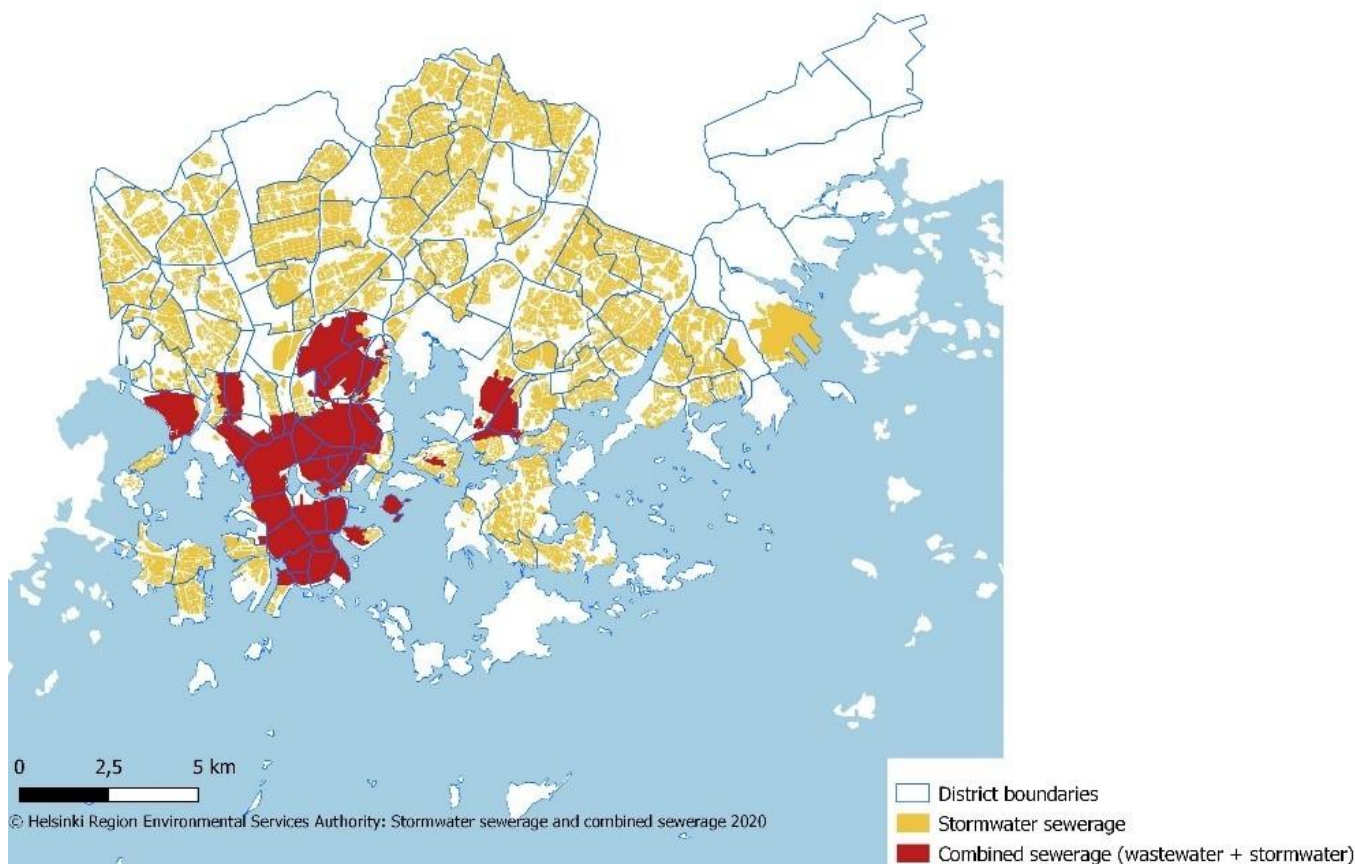 0 2,5 5 km
© Helsinki Region Environmental Services Authority: Stormwater sewerage and combined sewerage 2020
District boundaries
Stormwater sewerage
Combined sewerage (wastewater + stormwater)